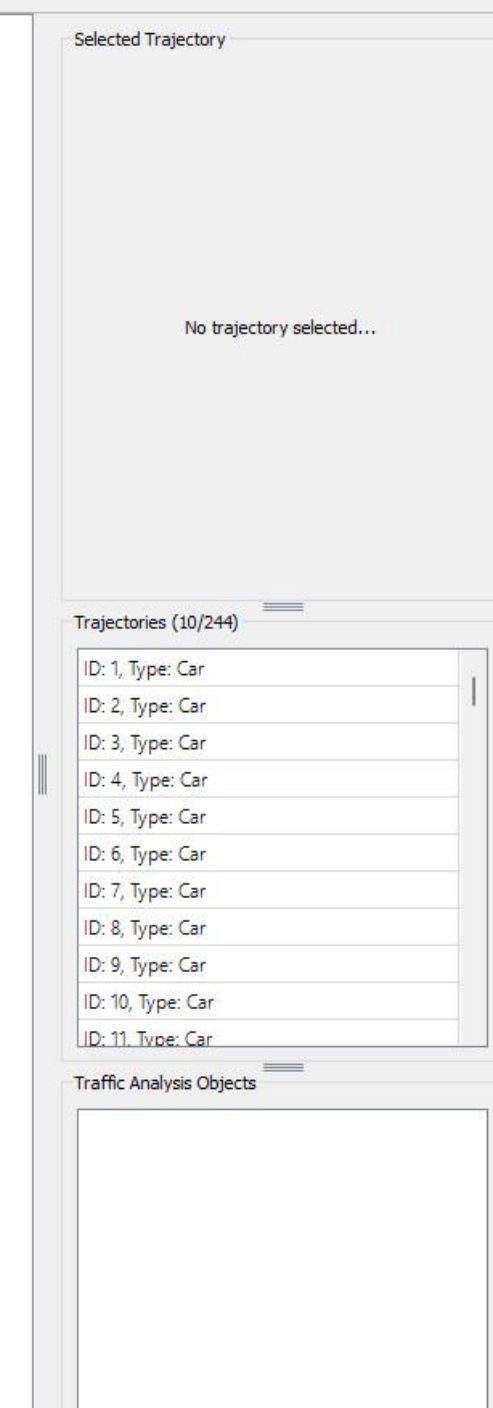 Selected Trajectory
No trajectory selected...
Trajectories (10/244)
ID: 1, Type: Car
ID: 2, Type: Car
ID: 3, Type: Car
ID: 4, Type: Car
ID: 5, Type: Car
ID: 6, Type: Car
ID: 7, Type: Car
ID: 8, Type: Car
ID: 9, Type: Car
ID: 10, Type: Car
ID: 11, Type: Car
Traffic Analysis Objects